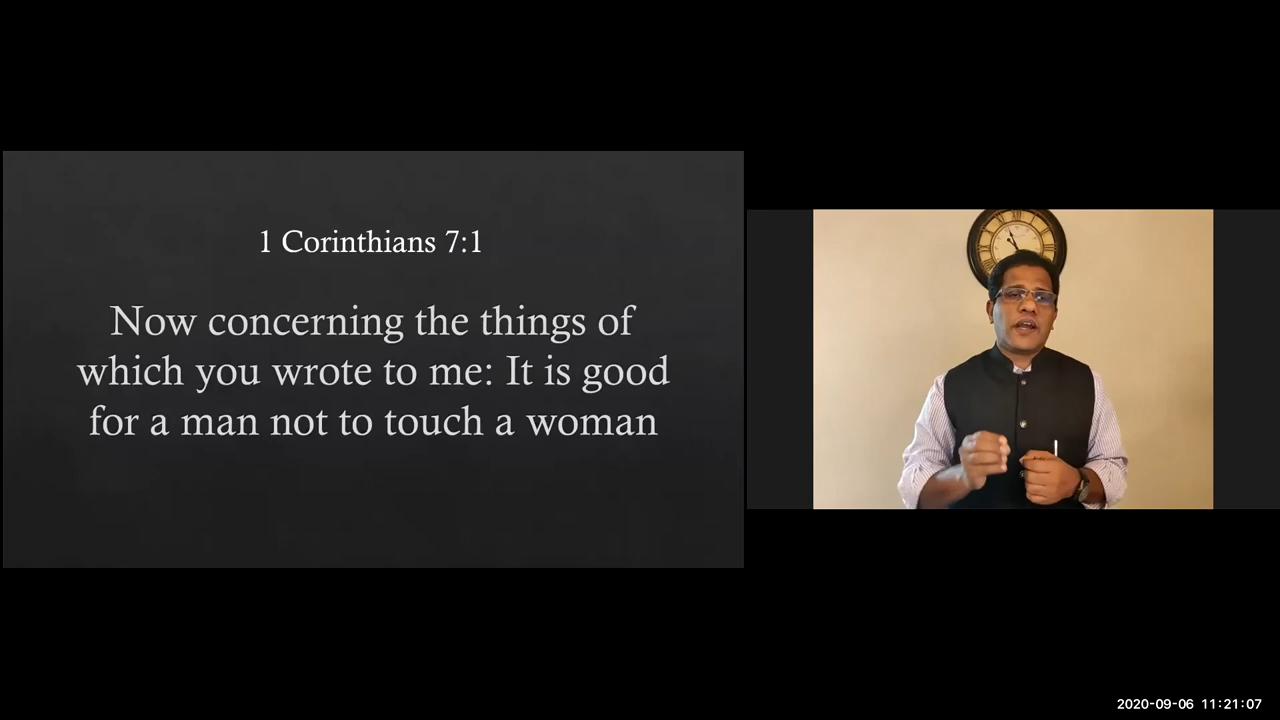 1 Corinthians 7:1
Now concerning the things of
which you wrote to me: It is good
for a man not to touch a woman
2020-09-06 11:21:07